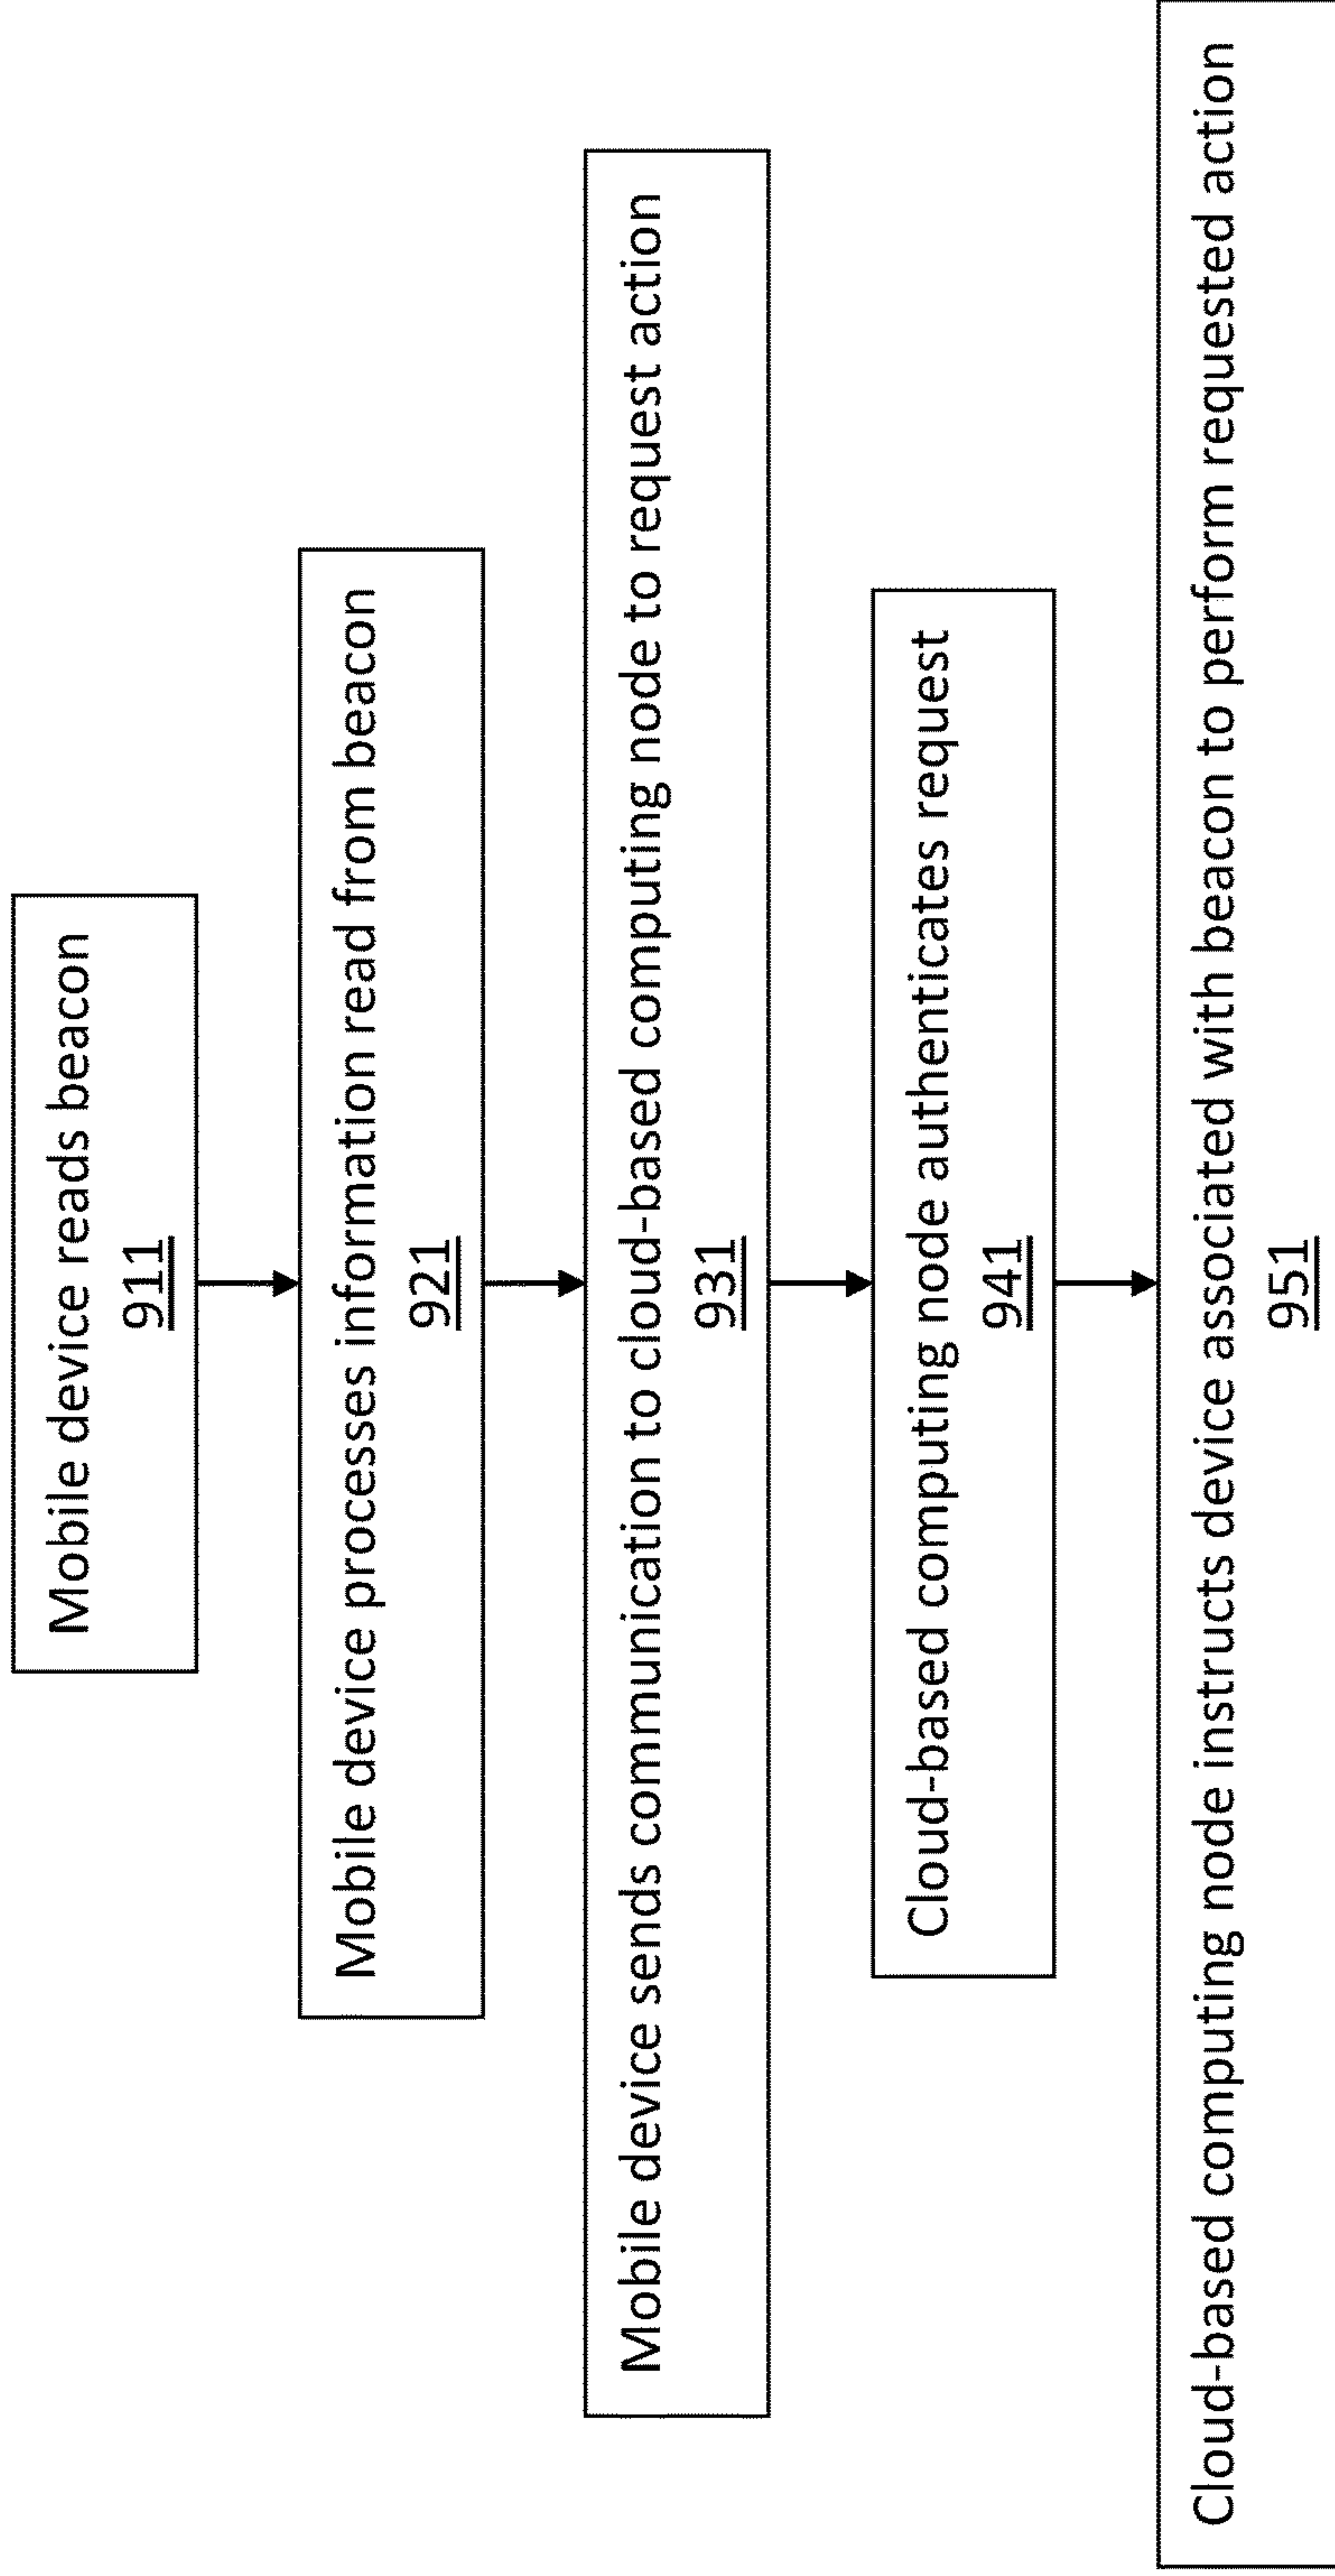 Mobile device reads beacon
911
Mobile device processes information read from beacon
921
Mobile device sends communication to cloud-based computing node to request action
931
Cloud-based computing node authenticates request
941
Cloud-based computing node instructs device associated with beacon to perform requested action
951